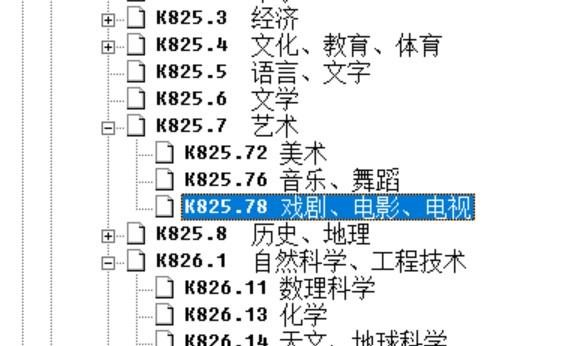 K825.3 经济
K825.4 文化、教育、体育
K825.5 语言、文字
K825.6 文学
K825.7 艺术
K825.72 美术
K825.76 音乐、舞蹈
K825.78 戏剧、电影、电视
K825.8 历史、地理
K826.1 自然科学、工程技术
K826.11 数理科学
K826.13 化学
K826.14 天文、地球科学